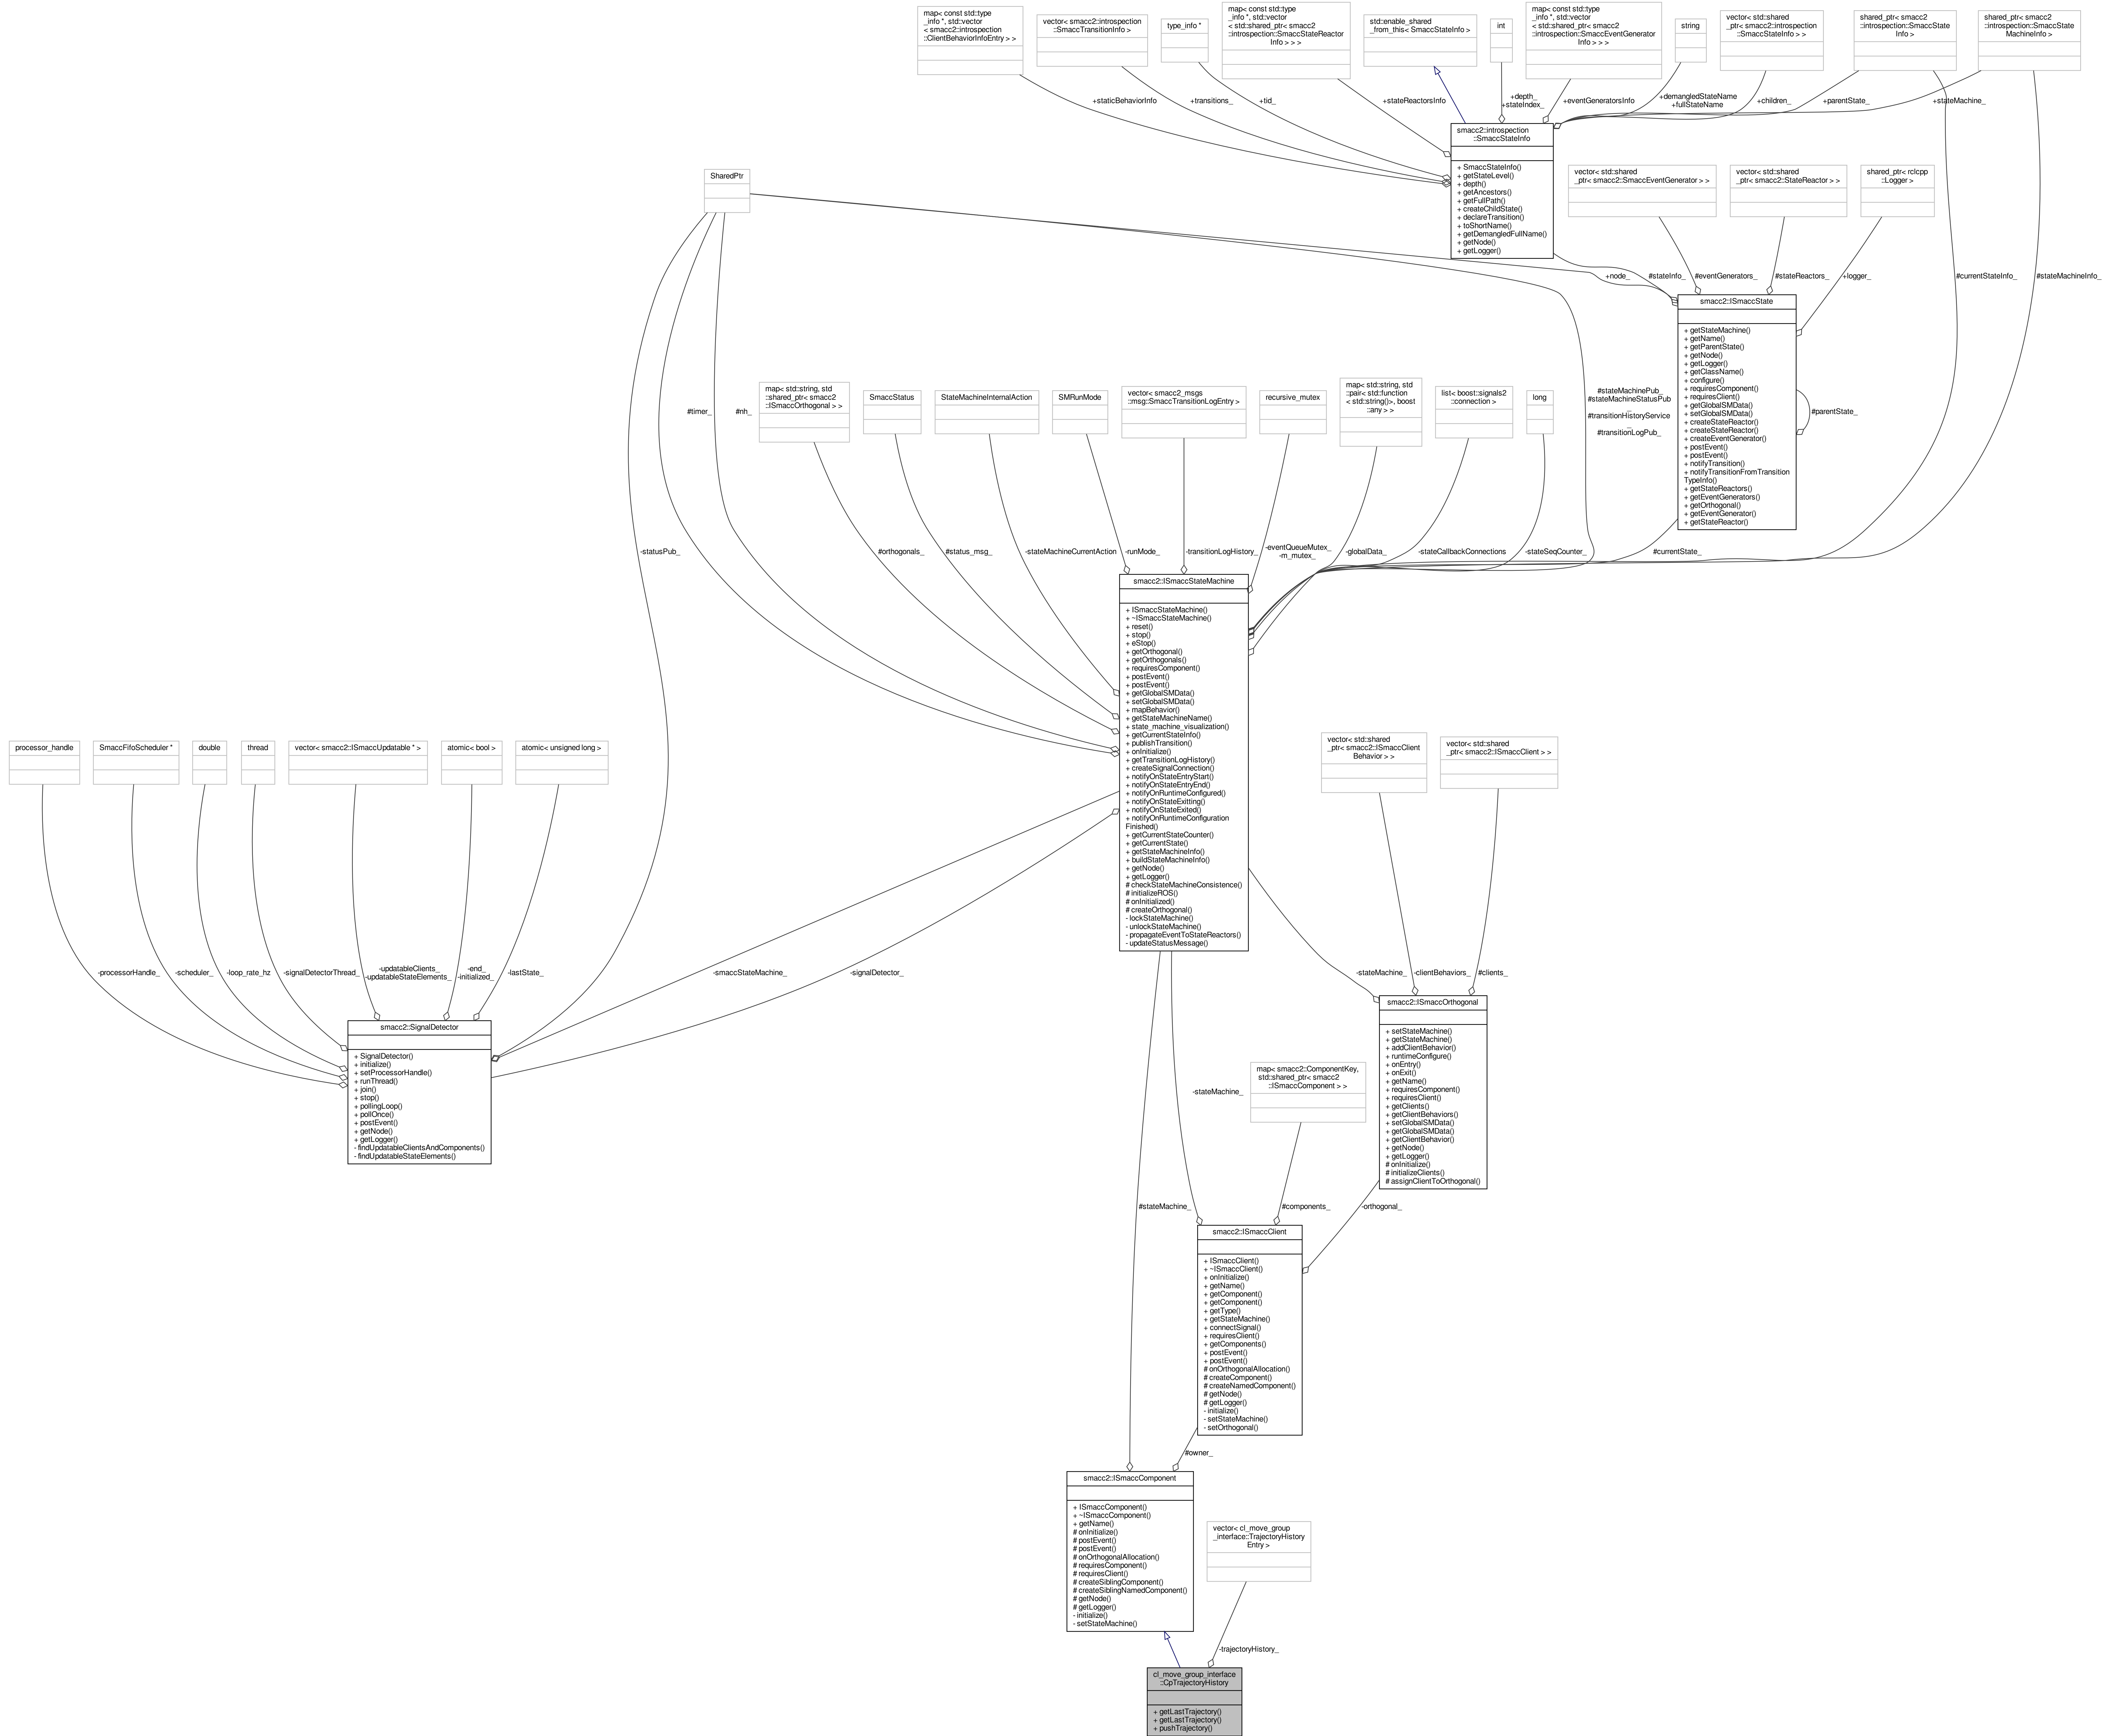 map< const std::type
_info *, std::vector
< smacc2::introspection
::ClientBehaviorInfoEntry > >
vector< smacc2::introspection
::SmaccTransitionInfo >
type_info *
map< const std::type
_info *, std::vector
< std::shared_ptr< smacc2
::introspection::SmaccStateReactor
Info > > >
std::enable_shared
_from_this< SmaccStateInfo >
int
map< const std::type
_info *, std::vector
< std::shared_ptr< smacc2
::introspection::SmaccEventGenerator
Info > > >
string
vector< std::shared
_ptr< smacc2::introspection
::SmaccStateInfo > >
shared_ptr< smacc2
::introspection::SmaccState
Info >
shared_ptr< smacc2
::introspection::SmaccState
MachineInfo >
+staticBehaviorInfo
+transitions_
+tid_
+stateReactorsInfo
+depth_
+stateIndex_
+eventGeneratorsInfo
+demangledStateName
+fullStateName
+children_
+parentState_
+stateMachine_
smacc2::introspection
::SmaccStateInfo
+ SmaccStateInfo()
+ getStateLevel()
+ depth()
+ getAncestors()
+ getFullPath()
+ createChildState()
+ declareTransition()
+ toShortName()
+ getDemangledFullName()
+ getNode()
+ getLogger()
SharedPtr
vector< std::shared
_ptr< smacc2::SmaccEventGenerator > >
vector< std::shared
_ptr< smacc2::StateReactor > >
shared_ptr< rclcpp
::Logger >
+node_
#stateInfo_
#eventGenerators_
#stateReactors_
+logger_
#currentStateInfo_
#stateMachineInfo_
smacc2::ISmaccState
+ getStateMachine()
+ getName()
+ getParentState()
+ getNode()
+ getLogger()
+ getClassName()
+ configure()
+ requiresComponent()
+ requiresClient()
+ getGlobalSMData()
+ setGlobalSMData()
+ createStateReactor()
+ createStateReactor()
+ createEventGenerator()
+ postEvent()
+ postEvent()
+ notifyTransition()
+ notifyTransitionFromTransition
TypeInfo()
+ getStateReactors()
+ getEventGenerators()
+ getOrthogonal()
+ getEventGenerator()
+ getStateReactor()
#parentState_
#timer_
#nh_
map< std::string, std
::shared_ptr< smacc2
::ISmaccOrthogonal > >
SmaccStatus
StateMachineInternalAction
SMRunMode
vector< smacc2_msgs
::msg::SmaccTransitionLogEntry >
recursive_mutex
map< std::string, std
::pair< std::function
< std::string()>, boost
::any > >
list< boost::signals2
::connection >
long
#stateMachinePub_
#stateMachineStatusPub
_
#transitionHistoryService
_
#transitionLogPub_
-statusPub_
#orthogonals_
#status_msg_
-stateMachineCurrentAction
-runMode_
-transitionLogHistory_
-eventQueueMutex_
-m_mutex_
-globalData_
-stateCallbackConnections
-stateSeqCounter_
#currentState_
smacc2::ISmaccStateMachine
+ ISmaccStateMachine()
+ ~ISmaccStateMachine()
+ reset()
+ stop()
+ eStop()
+ getOrthogonal()
+ getOrthogonals()
+ requiresComponent()
+ postEvent()
+ postEvent()
+ getGlobalSMData()
+ setGlobalSMData()
+ mapBehavior()
+ getStateMachineName()
+ state_machine_visualization()
+ getCurrentStateInfo()
+ publishTransition()
+ onInitialize()
+ getTransitionLogHistory()
+ createSignalConnection()
+ notifyOnStateEntryStart()
+ notifyOnStateEntryEnd()
+ notifyOnRuntimeConfigured()
+ notifyOnStateExitting()
+ notifyOnStateExited()
+ notifyOnRuntimeConfiguration
Finished()
+ getCurrentStateCounter()
+ getCurrentState()
+ getStateMachineInfo()
+ buildStateMachineInfo()
+ getNode()
+ getLogger()
# checkStateMachineConsistence()
# initializeROS()
# onInitialized()
# createOrthogonal()
- lockStateMachine()
- unlockStateMachine()
- propagateEventToStateReactors()
- updateStatusMessage()
processor_handle
SmaccFifoScheduler *
double
thread
vector< smacc2::ISmaccUpdatable * >
atomic< bool >
atomic< unsigned long >
vector< std::shared
_ptr< smacc2::ISmaccClient
Behavior > >
vector< std::shared
_ptr< smacc2::ISmaccClient > >
-processorHandle_
-scheduler_
-loop_rate_hz
-signalDetectorThread_
-updatableClients_
-updatableStateElements_
-end_
-initialized_
-lastState_
-smaccStateMachine_
-signalDetector_
-stateMachine_
-clientBehaviors_
#clients_
smacc2::SignalDetector
+ SignalDetector()
+ initialize()
+ setProcessorHandle()
+ runThread()
+ join()
+ stop()
+ pollingLoop()
+ pollOnce()
+ postEvent()
+ getNode()
+ getLogger()
- findUpdatableClientsAndComponents()
- findUpdatableStateElements()
smacc2::ISmaccOrthogonal
+ setStateMachine()
+ getStateMachine()
+ addClientBehavior()
+ runtimeConfigure()
+ onEntry()
+ onExit()
+ getName()
+ requiresComponent()
+ requiresClient()
+ getClients()
+ getClientBehaviors()
+ setGlobalSMData()
+ getGlobalSMData()
+ getClientBehavior()
+ getNode()
+ getLogger()
# onInitialize()
# initializeClients()
# assignClientToOrthogonal()
map< smacc2::ComponentKey,
std::shared_ptr< smacc2
::ISmaccComponent > >
-stateMachine_
#stateMachine_
#components_
-orthogonal_
smacc2::ISmaccClient
+ ISmaccClient()
+ ~ISmaccClient()
+ onInitialize()
+ getName()
+ getComponent()
+ getComponent()
+ getType()
+ getStateMachine()
+ connectSignal()
+ requiresClient()
+ getComponents()
+ postEvent()
+ postEvent()
# onOrthogonalAllocation()
# createComponent()
# createNamedComponent()
# getNode()
# getLogger()
- initialize()
- setStateMachine()
- setOrthogonal()
#owner_
smacc2::ISmaccComponent
+ ISmaccComponent()
+ ~ISmaccComponent()
+ getName()
# onInitialize()
# postEvent()
# postEvent()
# onOrthogonalAllocation()
# requiresComponent()
# requiresClient()
# createSiblingComponent()
# createSiblingNamedComponent()
# getNode()
# getLogger()
- initialize()
- setStateMachine()
vector< cl_move_group
_interface::TrajectoryHistory
Entry >
-trajectoryHistory_
cl_move_group_interface
::CpTrajectoryHistory
+ getLastTrajectory()
+ getLastTrajectory()
+ pushTrajectory()